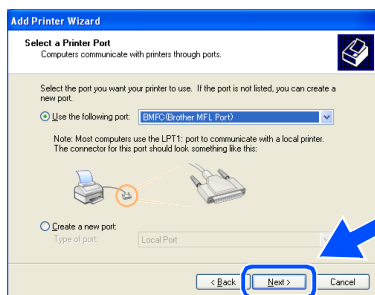 Add Printer Wizard
Select a Printer Port
Computers communicate with printers through ports.
Select the port you want your printer to use. If the port is not listed, you can create a
new port.
Use the following port: BMFC(Brother MFL Port)
Note: Most computers use the LPT1: port to communicate with a local printer.
The connector for this port should look something like this:
Create a new port:
Type of port: Local Port
< Back Next > Cancel